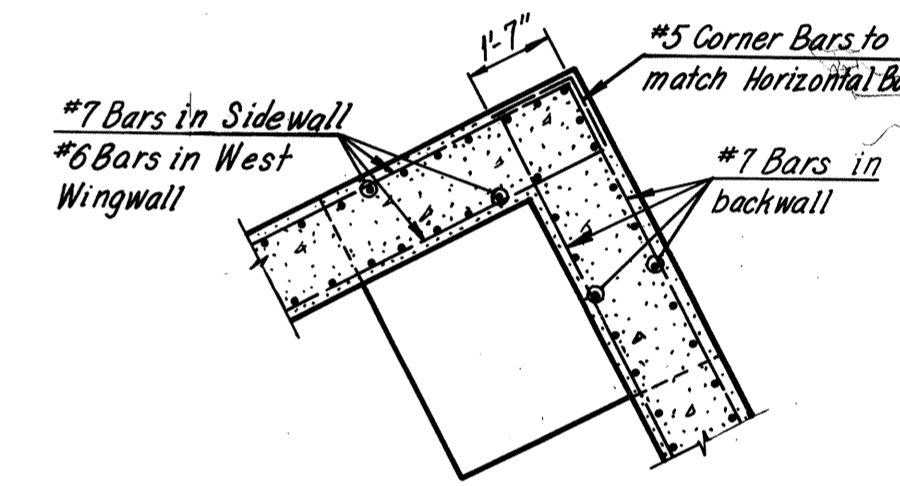 1'-7"
#5 Corner Bars to
match Horizontal
#7 Bars in Sidewall
#6 Bars in West
Wingwall
#7 Bars in
backwall